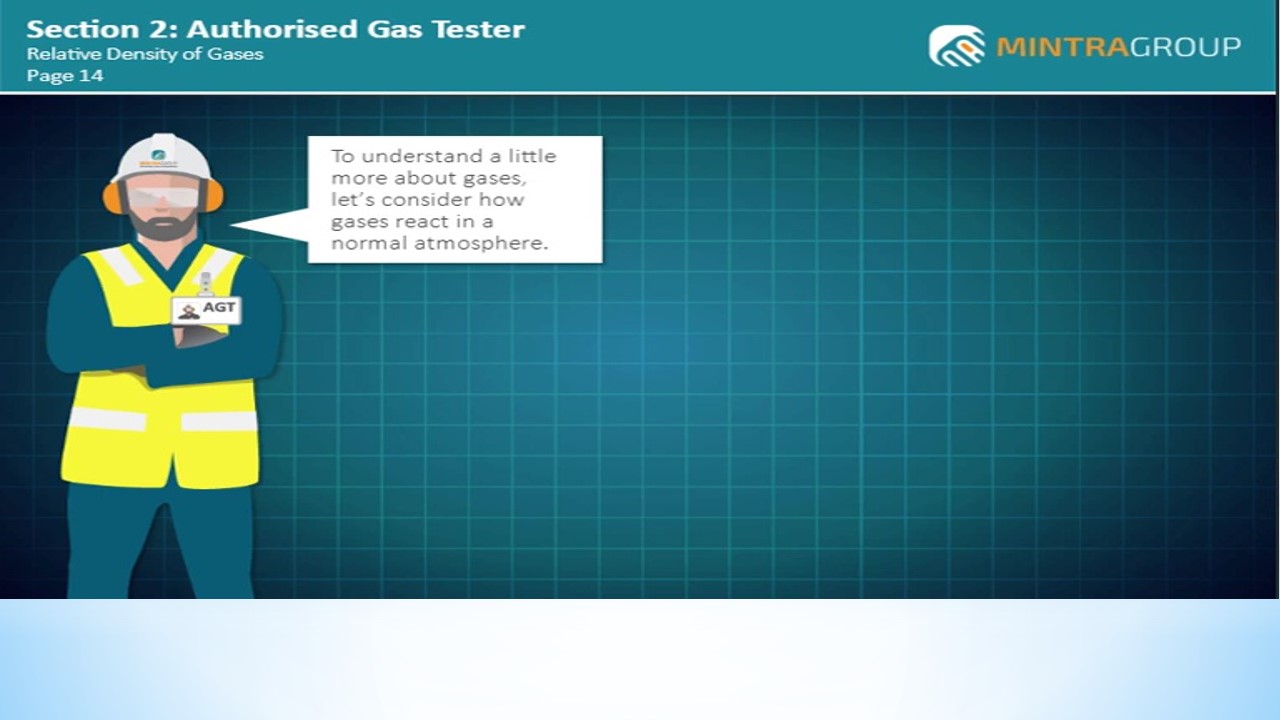 Section 2: Authorised Gas Tester
Relative Density of Gases
Page 14
MINTRAGROUP
To understand a little
more about gases,
let's consider how
gases react in a
normal atmosphere.
MINTRAGROUP
AGT